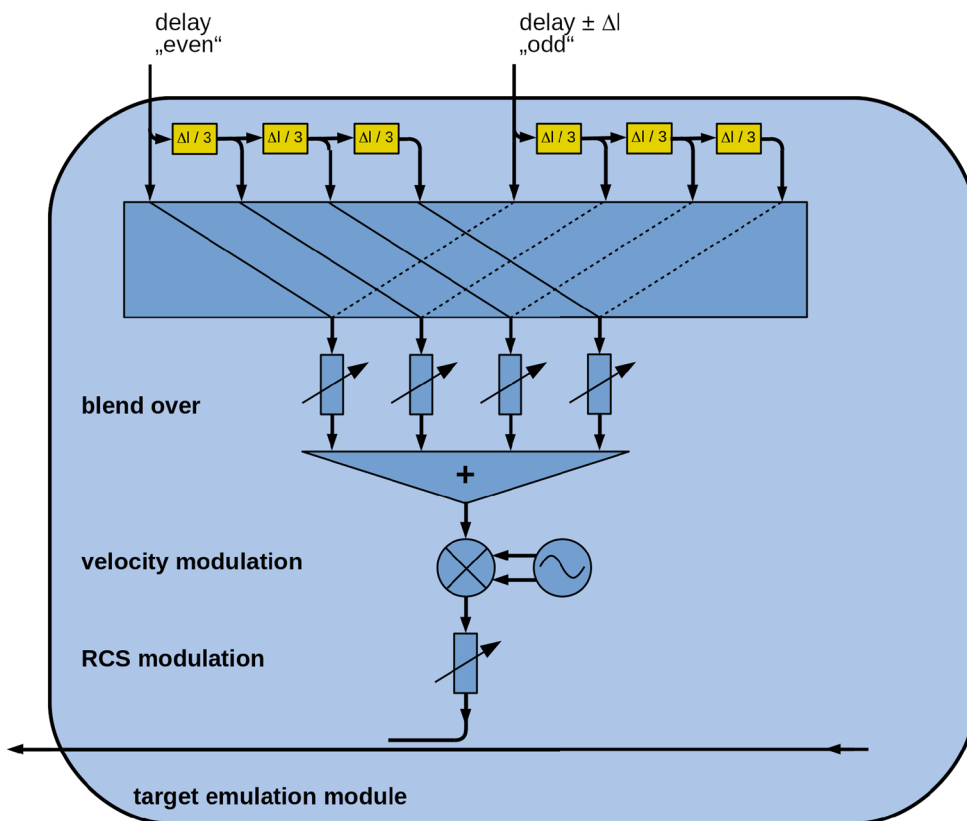 delay
„even“
delay ± Δl
„odd“
Δl / 3
Δl / 3
Δl / 3
Δl / 3
Δl / 3
Δl / 3
blend over
+
velocity modulation
RCS modulation
target emulation module